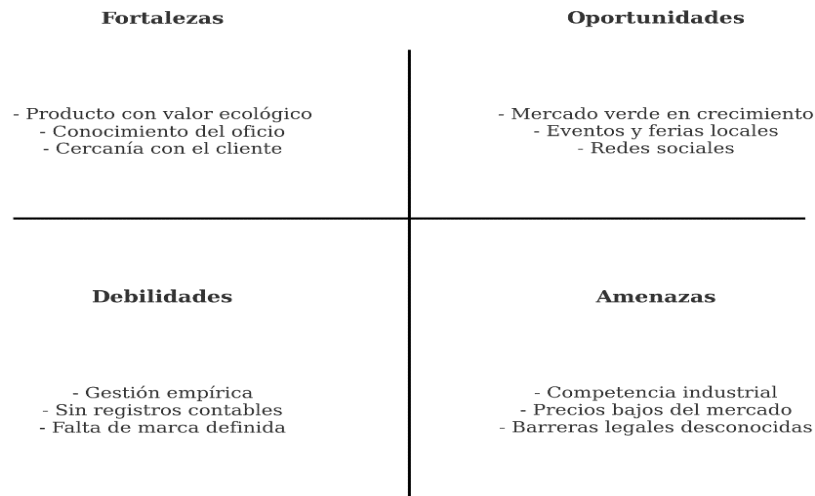 Fortalezas
- Producto con valor ecológico
- Conocimiento del oficio
- Cercanía con el cliente
Oportunidades
- Mercado verde en crecimiento
- Eventos y ferias locales
- Redes sociales
Debilidades
- Gestión empírica
- Sin registros contables
- Falta de marca definida
Amenazas
- Competencia industrial
- Precios bajos del mercado
- Barreras legales desconocidas